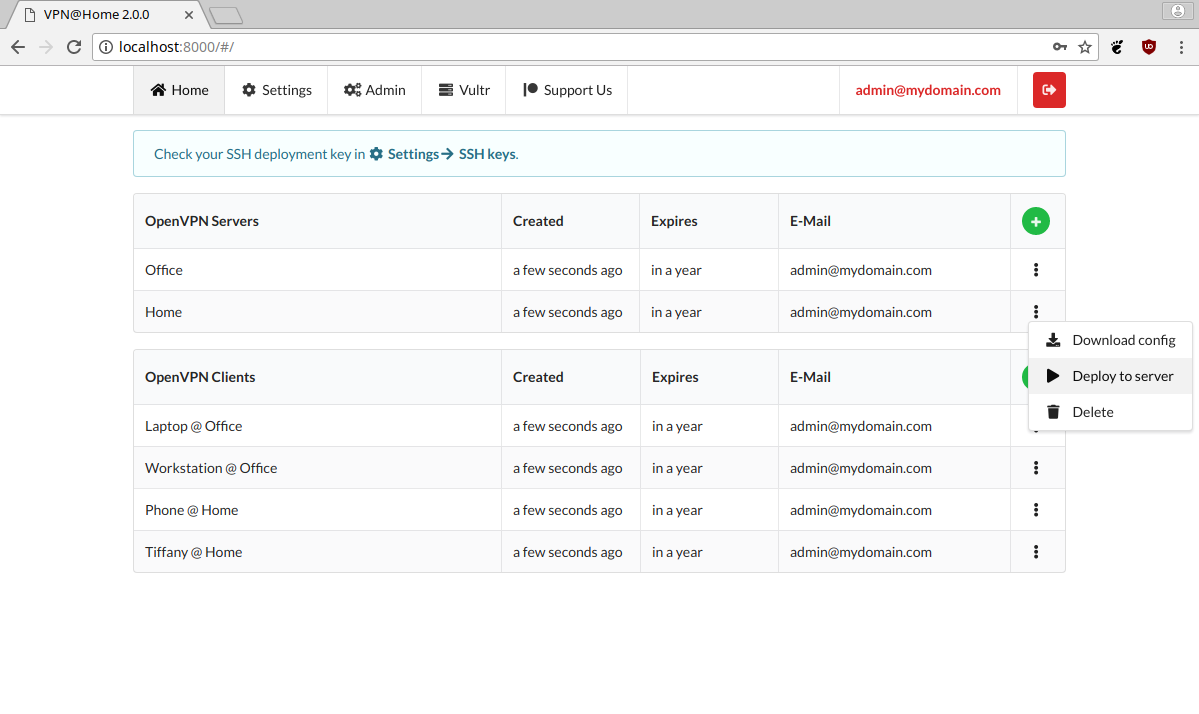 VPN@Home 2.0.0
localhost:8000/#/
Home Settings Admin Vultr Support Us admin@mydomain.com
Check your SSH deployment key in Settings SSH keys.
OpenVPN Servers Created Expires E-Mail
Office a few seconds ago in a year admin@mydomain.com
Home a few seconds ago in a year admin@mydomain.com
Download config
Deploy to server
Delete
OpenVPN Clients Created Expires E-Mail
Laptop @ Office a few seconds ago in a year admin@mydomain.com
Workstation @ Office a few seconds ago in a year admin@mydomain.com
Phone @ Home a few seconds ago in a year admin@mydomain.com
Tiffany @ Home a few seconds ago in a year admin@mydomain.com